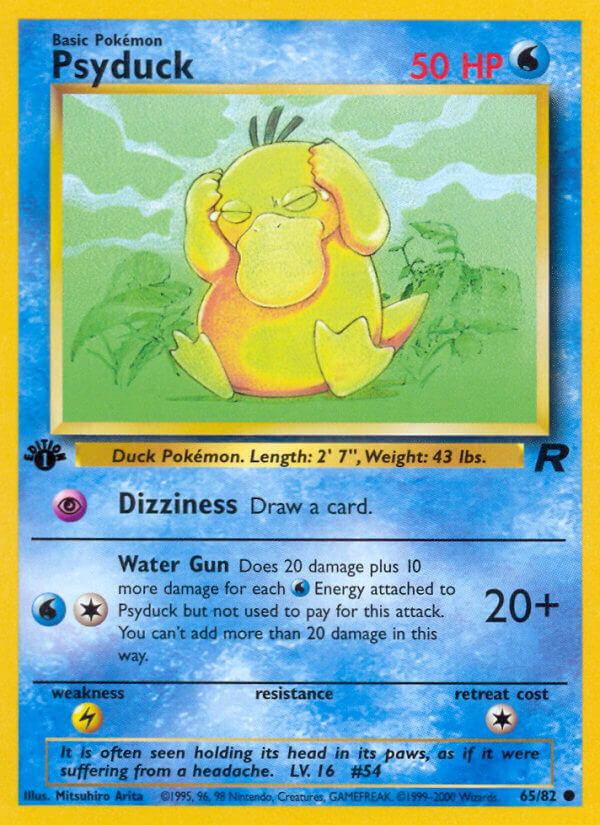 Basic Pokémon
Psyduck 50 HP
EDITION
1
Duck Pokémon. Length: 2' 7", Weight: 43 lbs.
R
Dizziness Draw a card.
Water Gun Does 20 damage plus 10
more damage for each Energy attached to
Psyduck but not used to pay for this attack.
You can't add more than 20 damage in this
way.
20+
weakness resistance retreat cost
It is often seen holding its head in its paws, as if it were
suffering from a headache. LV. 16 #54
Illus. Mitsuhiro Arita ©1995, 96, 98 Nintendo, Creatures, GAMEFREAK. ©1999-2000 Wizards. 65/82